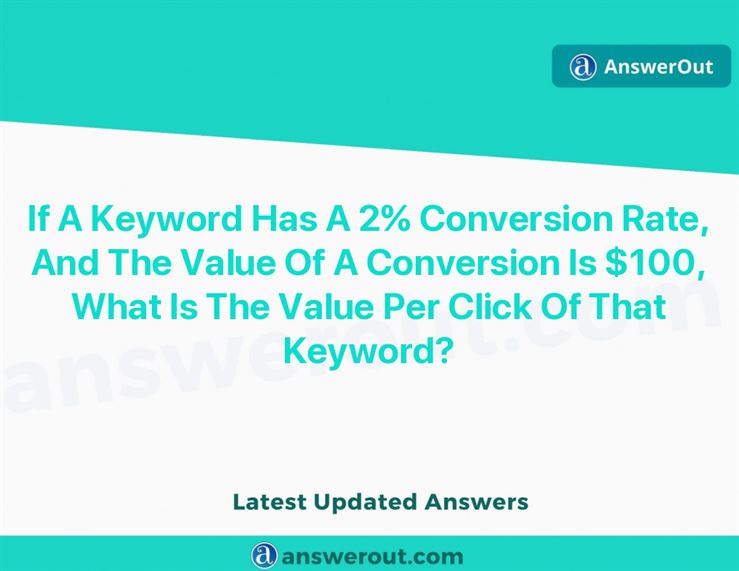 AnswerOut
If A Keyword Has A 2% Conversion Rate,
And The Value Of A Conversion Is $100,
What Is The Value Per Click Of That
Keyword?
answerout.com
Latest Updated Answers
answerout.com